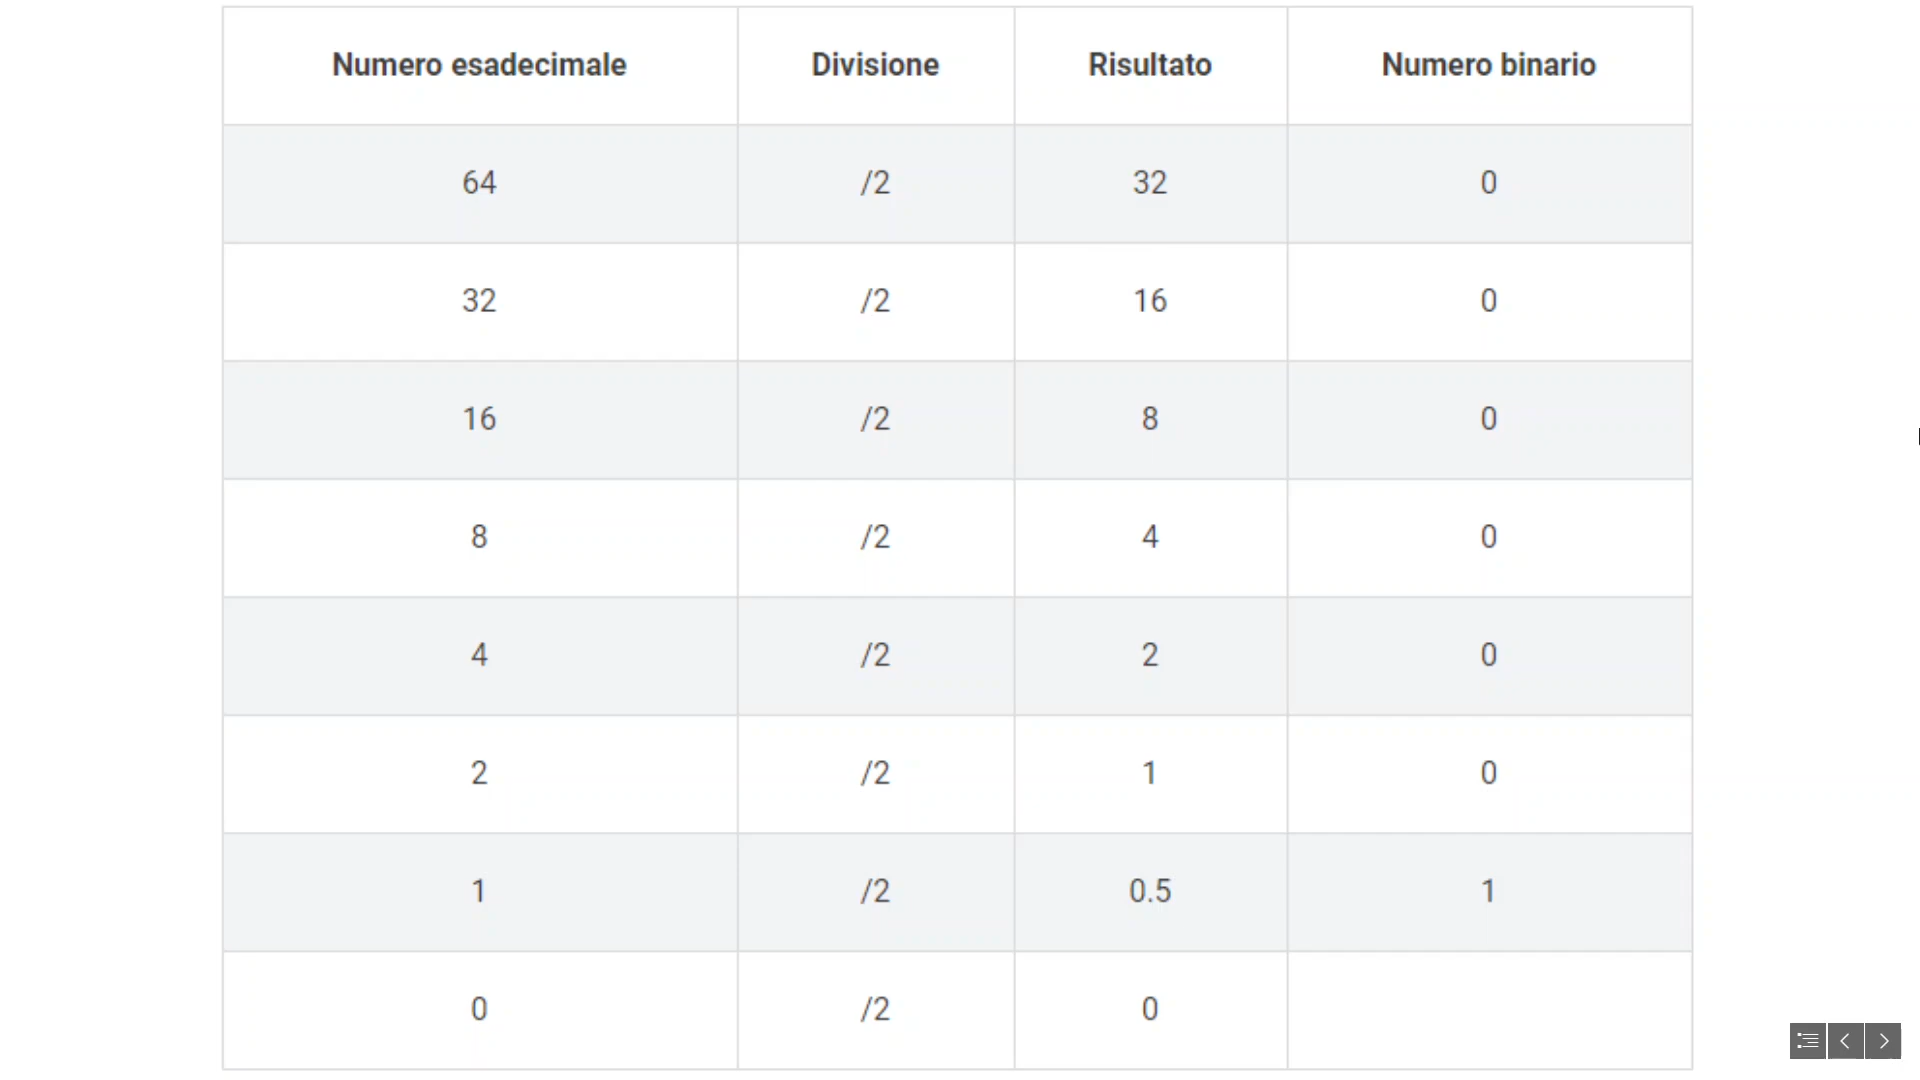 Numero esadecimale Divisione Risultato Numero binario
64 /2 32 0
32 /2 16 0
16 /2 8 0
8 /2 4 0
4 /2 2 0
2 /2 1 0
1 /2 0.5 1
0 /2 0